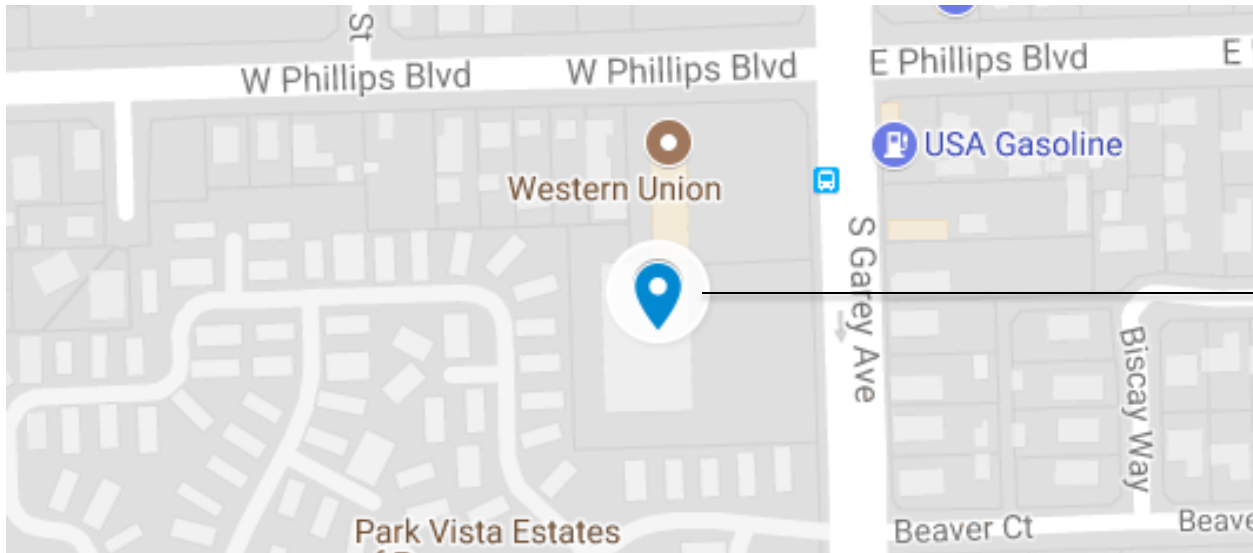 St
W Phillips Blvd
W Phillips Blvd
E Phillips Blvd
E
USA Gasoline
Western Union
S Garey Ave
Biscay Way
Park Vista Estates
Beaver Ct